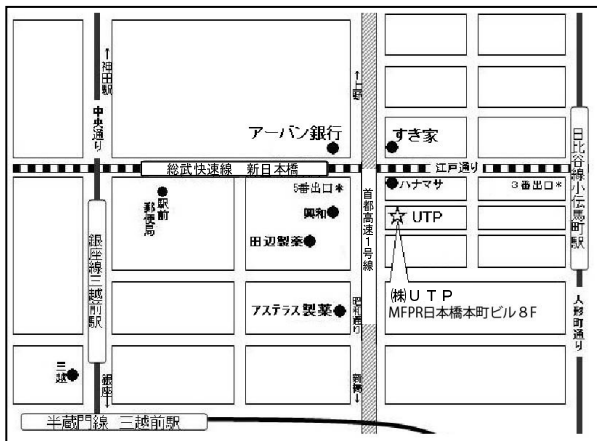 ↑神田駅
中央通り
↑上野
アーバン銀行
すき家
総武快速線 新日本橋
江戸通り
日比谷線小伝馬町駅
駅前
郵便局
5番出口＊
興和
田辺製薬
首都高速1号線
ハナマサ
3番出口＊
UTP
銀座線三越前駅
㈱UTP
MFPR日本橋本町ビル8F
アステラス製薬
昭和通り
人形町通り
三越
銀座↓
新橋↓
半蔵門線 三越前駅